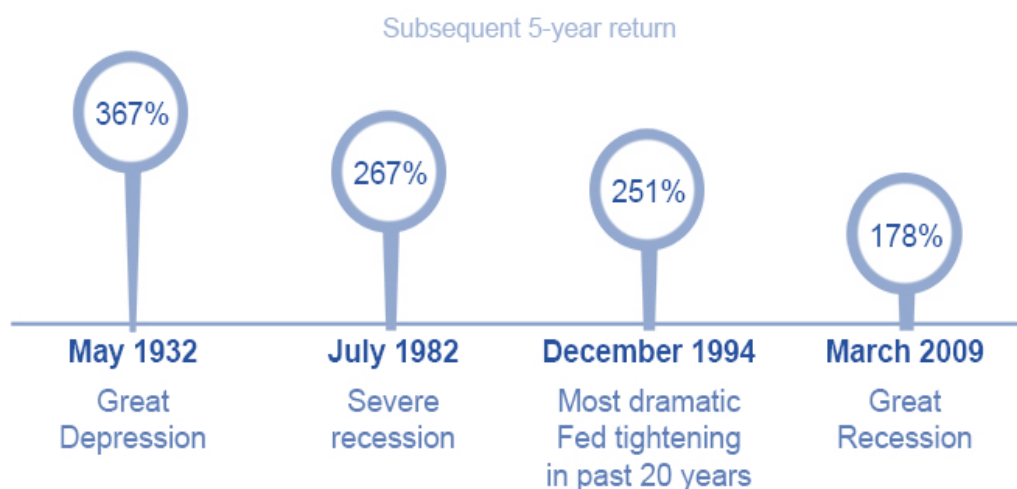 Subsequent 5-year return
367%
267%
251%
178%
May 1932
July 1982
December 1994
March 2009
Great
Depression
Severe
recession
Most dramatic
Fed tightening
in past 20 years
Great
Recession